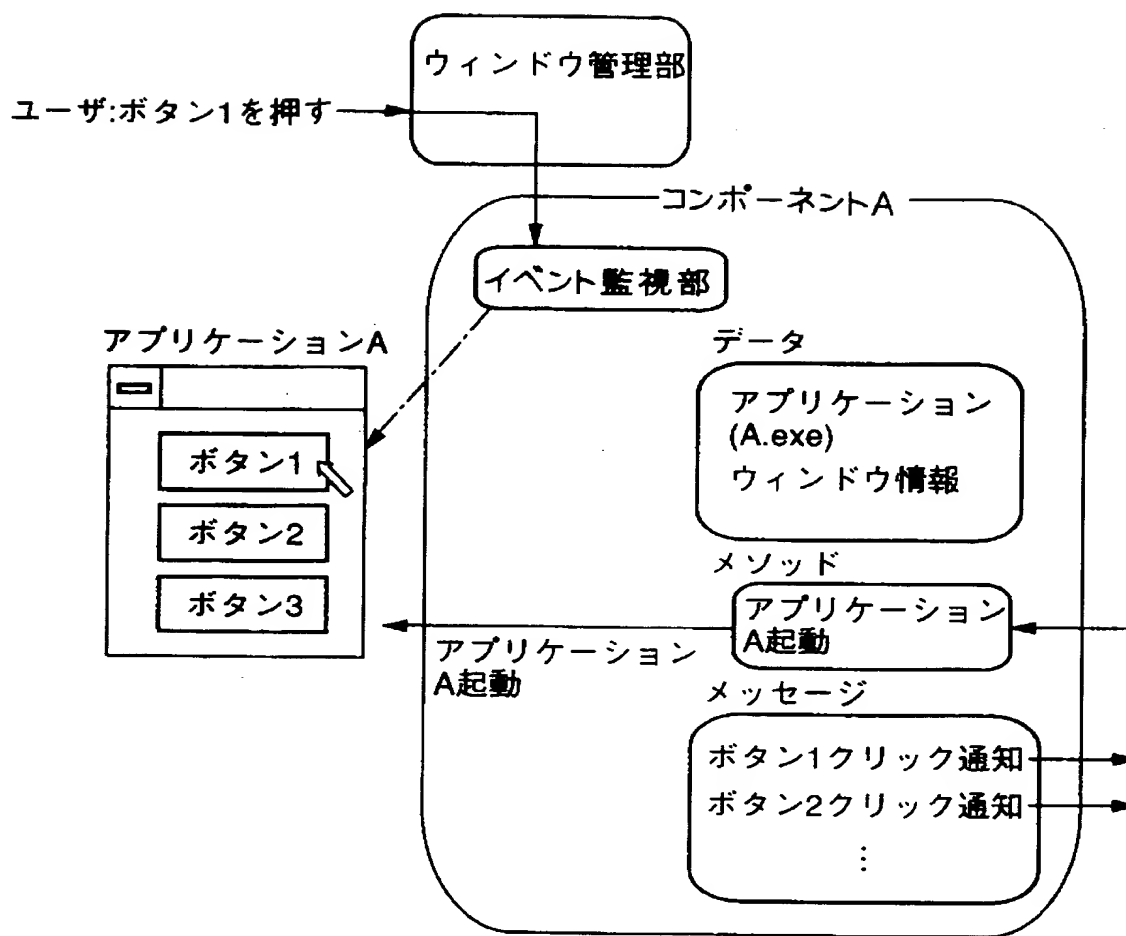 ウィンドウ管理部
ユーザ:ボタン1を押す
コンポーネントA
イベント監視部
アプリケーションA
ボタン1
ボタン2
ボタン3
データ
アプリケーション
(A.exe)
ウィンドウ情報
メソッド
アプリケーション
A起動
アプリケーション
A起動
メッセージ
ボタン1クリック通知
ボタン2クリック通知
⋮